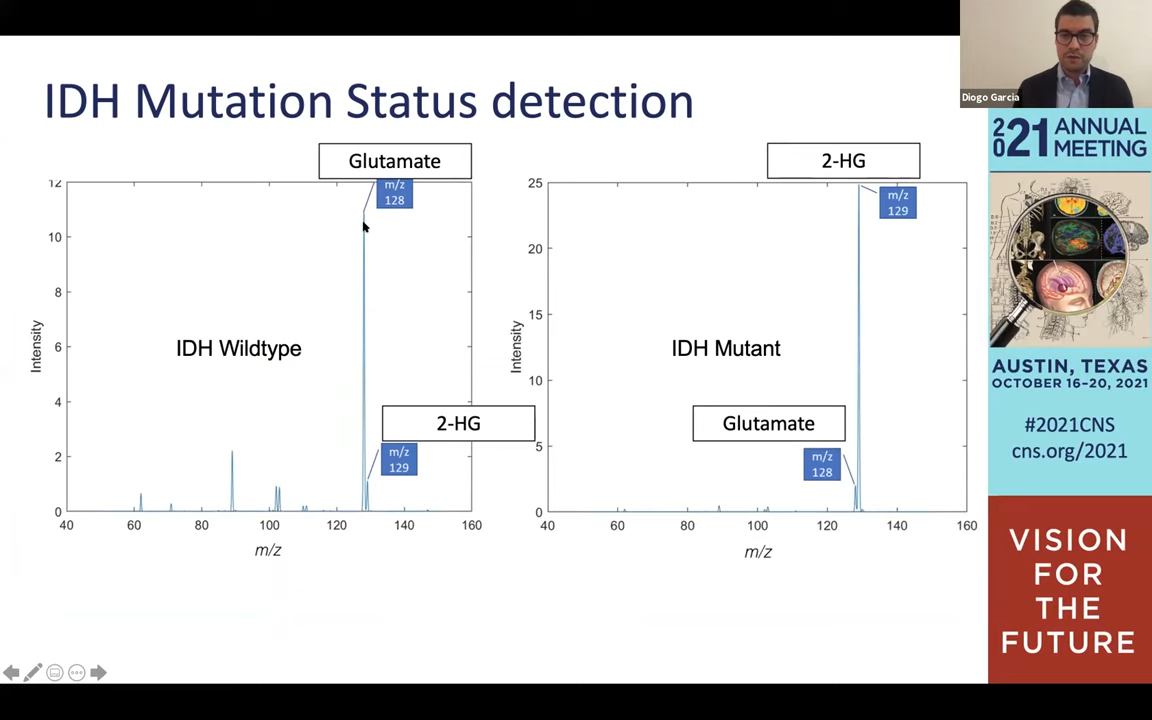 IDH Mutation Status detection
Diogo Garcia
Glutamate
m/z
128
IDH Wildtype
2-HG
m/z
129
Intensity
12
10
8
6
4
2
0
40
60
80
100
120
140
160
m/z
2-HG
m/z
129
IDH Mutant
Glutamate
m/z
128
Intensity
25
20
15
10
5
0
40
60
80
100
120
140
160
m/z
2021 ANNUAL
MEETING
AUSTIN, TEXAS
OCTOBER 16–20, 2021
#2021CNS
cns.org/2021
VISION
FOR
THE
FUTURE